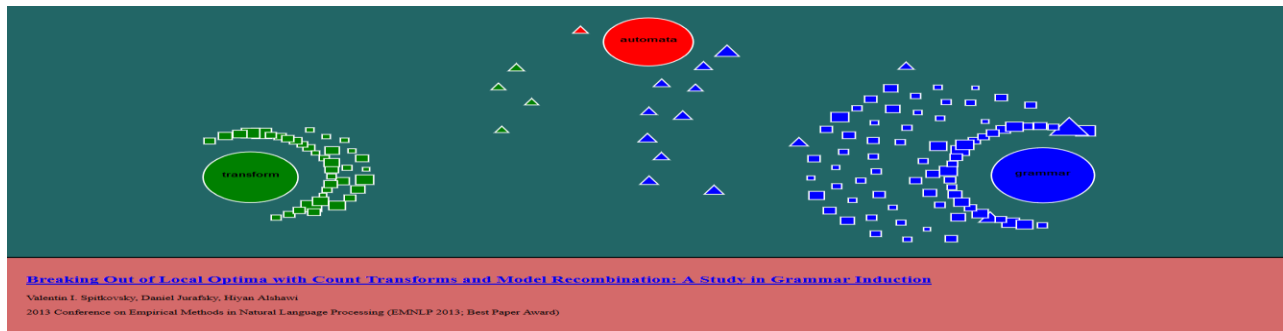 automata
transform
grammar
Breaking Out of Local Optima with Count Transforms and Model Recombination: A Study in Grammar Induction
Valentin I. Spitkovsky, Daniel Jurafsky, Hiyan Alshawi
2013 Conference on Empirical Methods in Natural Language Processing (EMNLP 2013; Best Paper Award)